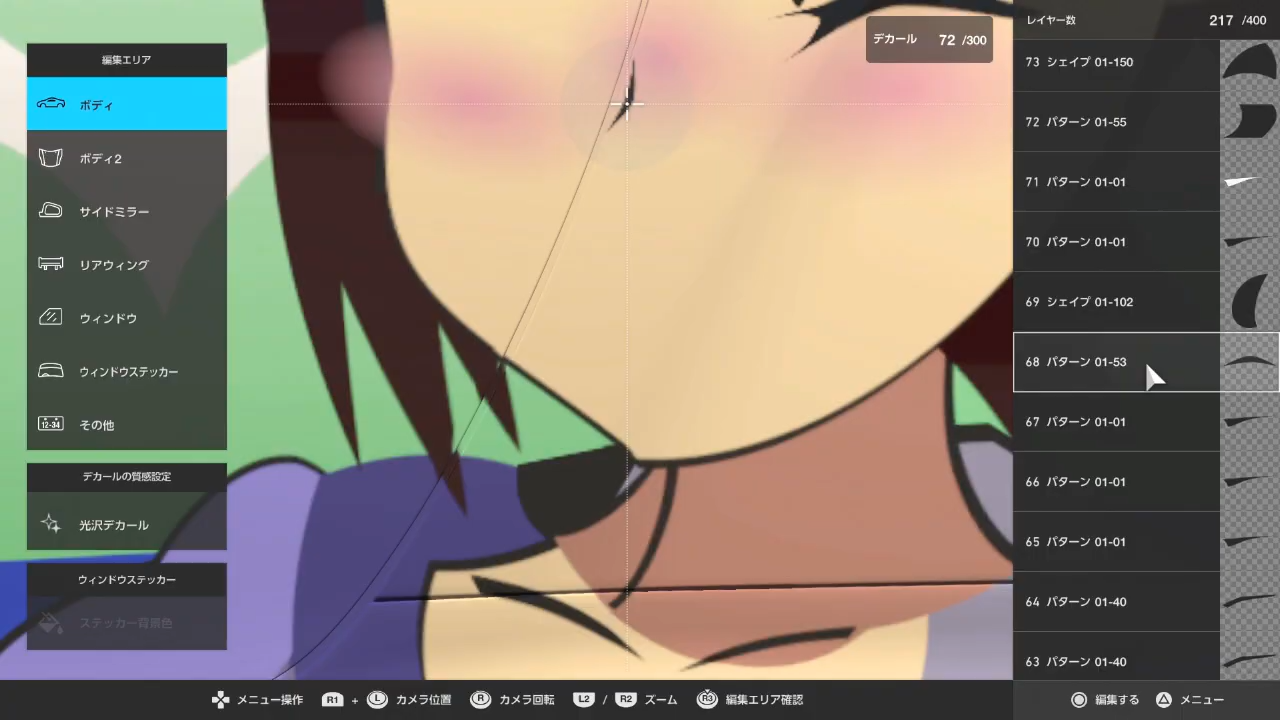 編集エリア
ボディ
ボディ2
サイドミラー
リアウィング
ウィンドウ
ウィンドウステッカー
12-34 その他
デカールの質感設定
光沢デカール
ウィンドウステッカー
ステッカー背景色
デカール 72 /300
レイヤー数 217 /400
73 シェイプ 01-150
72 パターン 01-55
71 パターン 01-01
70 パターン 01-01
69 シェイプ 01-102
68 パターン 01-53
67 パターン 01-01
66 パターン 01-01
65 パターン 01-01
64 パターン 01-40
63 パターン 01-40
メニュー操作 R1 + L カメラ位置 R カメラ回転 L2 / R2 ズーム R3 編集エリア確認 編集する メニュー